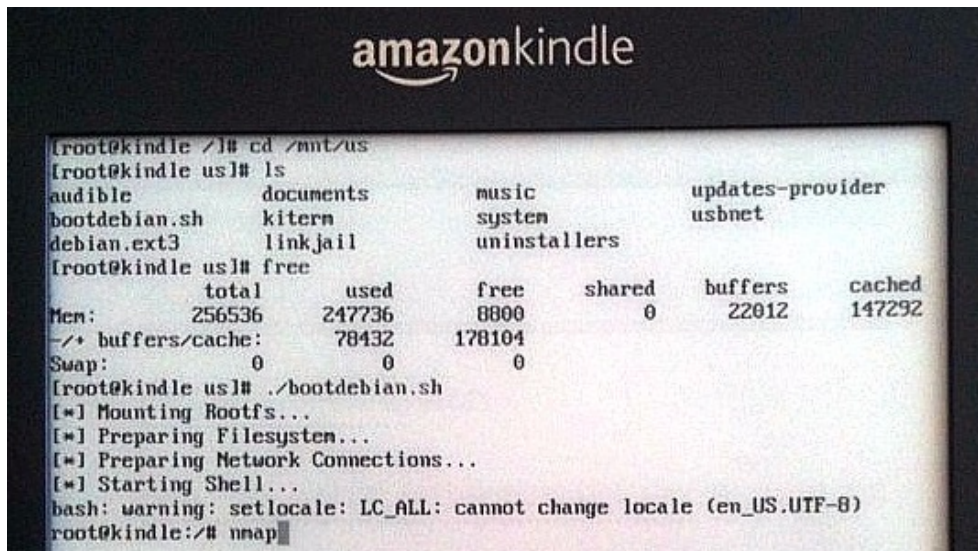 amazonkindle
[root@kindle /]# cd /mnt/us
[root@kindle us]# ls
audible documents music updates-provider
bootdebian.sh kiterm system usbnet
debian.ext3 linkjail uninstallers
[root@kindle us]# free
total used free shared buffers cached
Mem: 256536 247736 8800 0 22012 147292
-/+ buffers/cache: 78432 178104
Swap: 0 0 0
[root@kindle us]# ./bootdebian.sh
[*] Mounting Rootfs...
[*] Preparing Filesystem...
[*] Preparing Network Connections...
[*] Starting Shell...
bash: warning: setlocale: LC_ALL: cannot change locale (en_US.UTF-8)
root@kindle:/# nmap